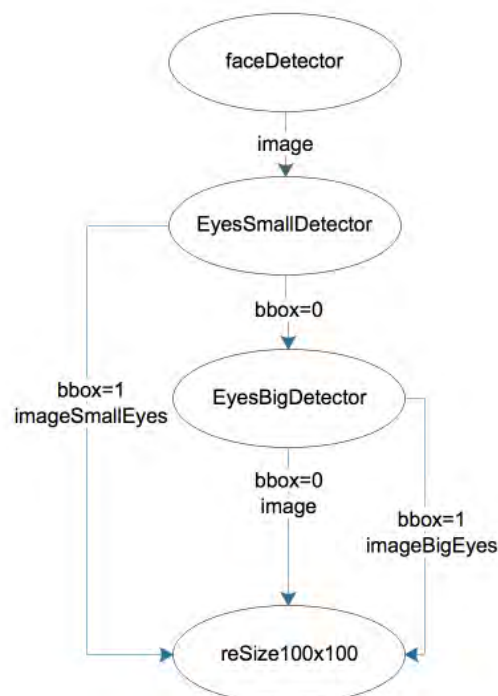 faceDetector
image
EyesSmallDetector
bbox=0
bbox=1
imageSmallEyes
EyesBigDetector
bbox=0
image
bbox=1
imageBigEyes
reSize100x100